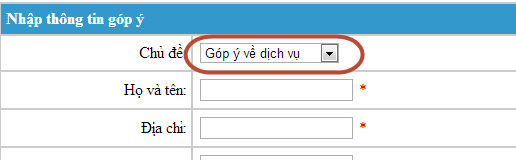 Nhập thông tin góp ý
Chủ đề Góp ý về dịch vụ
Họ và tên: *
Địa chỉ: *